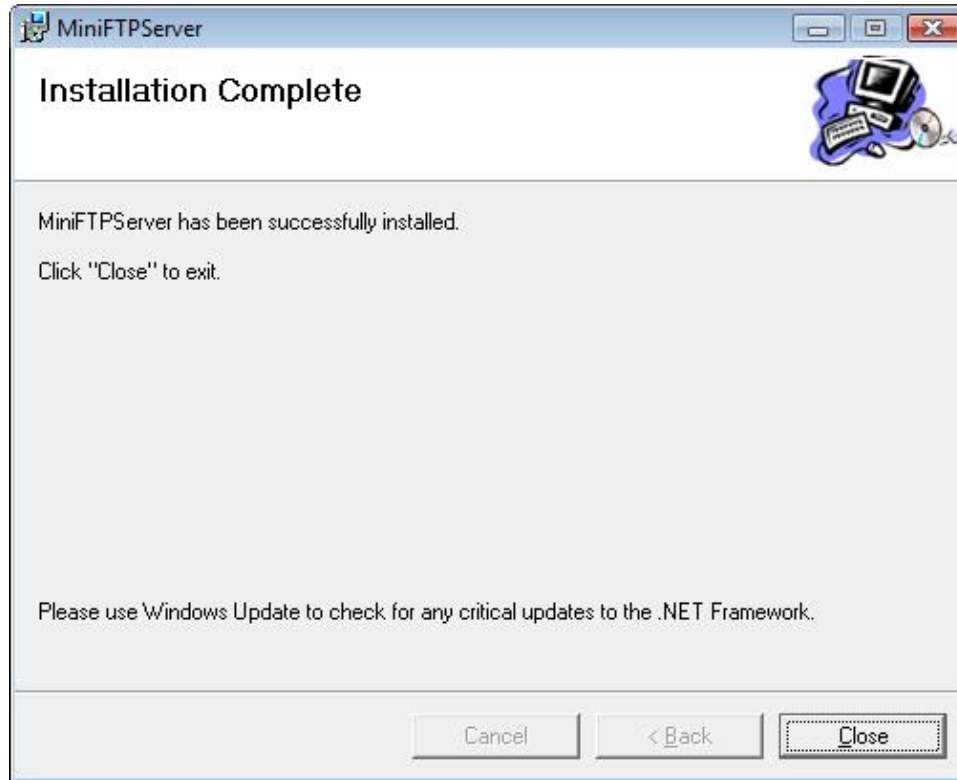 MiniFTPServer
Installation Complete
MiniFTPServer has been successfully installed.
Click "Close" to exit.
Please use Windows Update to check for any critical updates to the .NET Framework.
Cancel
< Back
Close